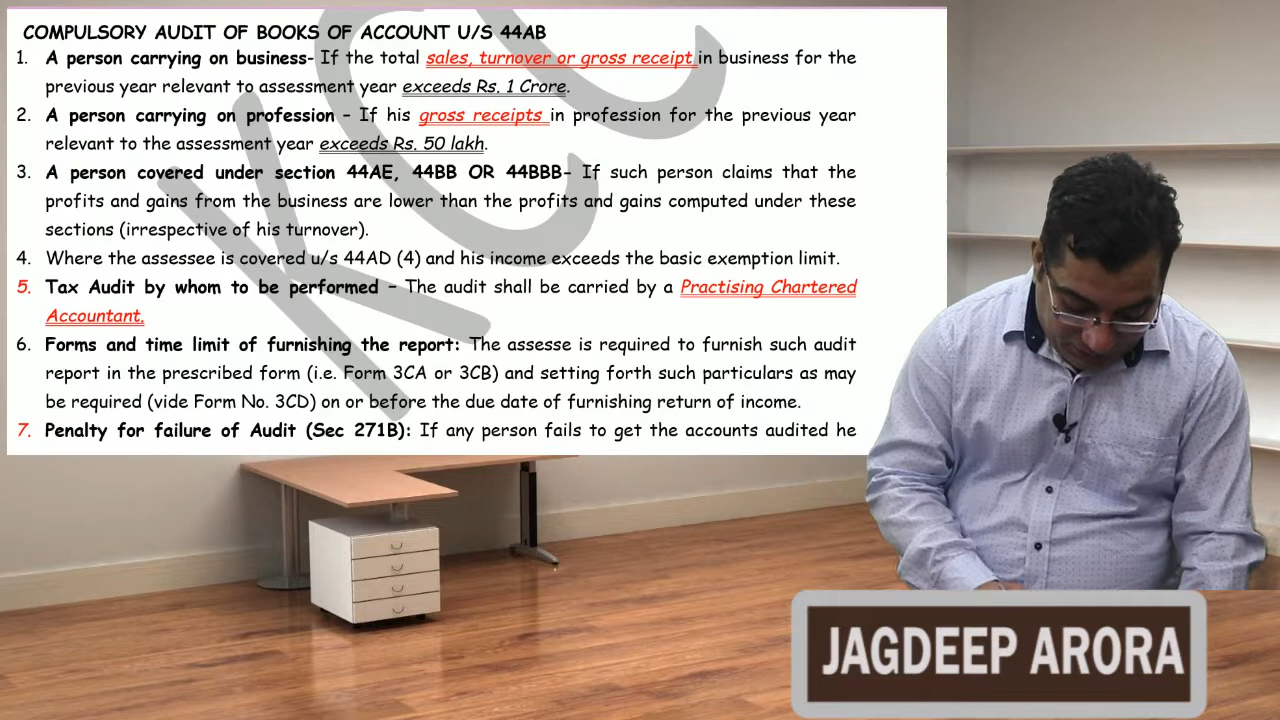 COMPULSORY AUDIT OF BOOKS OF ACCOUNT U/S 44AB
1. A person carrying on business- If the total sales, turnover or gross receipt in business for the
previous year relevant to assessment year exceeds Rs. 1 Crore.
2. A person carrying on profession – If his gross receipts in profession for the previous year
relevant to the assessment year exceeds Rs. 50 lakh.
3. A person covered under section 44AE, 44BB OR 44BBB- If such person claims that the
profits and gains from the business are lower than the profits and gains computed under these
sections (irrespective of his turnover).
4. Where the assessee is covered u/s 44AD (4) and his income exceeds the basic exemption limit.
5. Tax Audit by whom to be performed – The audit shall be carried by a Practising Chartered
Accountant.
6. Forms and time limit of furnishing the report: The assesse is required to furnish such audit
report in the prescribed form (i.e. Form 3CA or 3CB) and setting forth such particulars as may
be required (vide Form No. 3CD) on or before the due date of furnishing return of income.
7. Penalty for failure of Audit (Sec 271B): If any person fails to get the accounts audited he
JAGDEEP ARORA